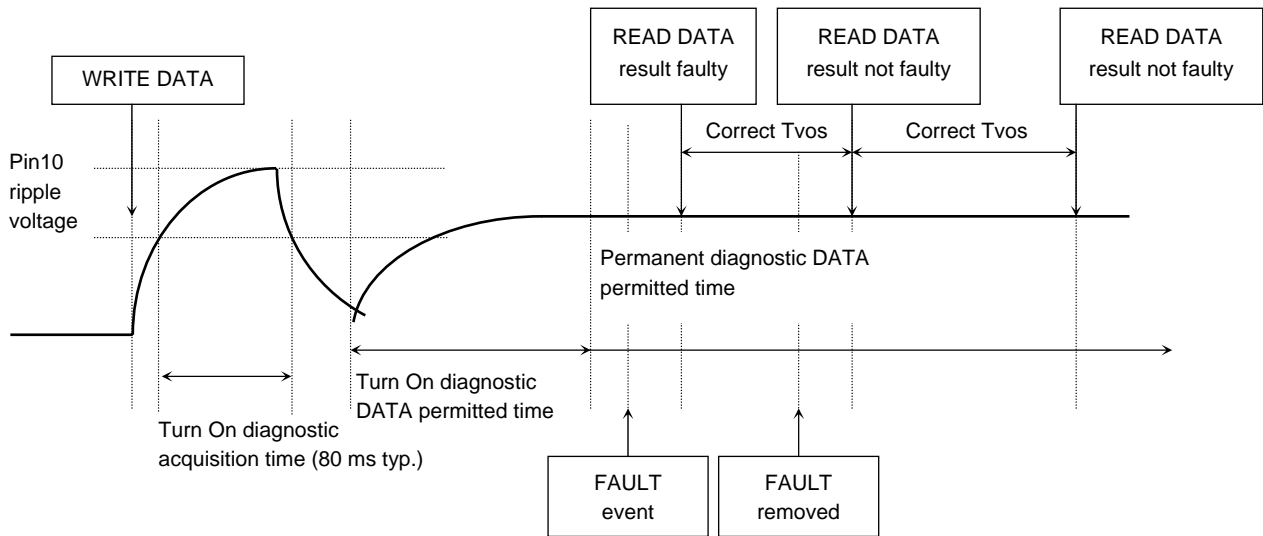 READ DATA
result faulty
READ DATA
result not faulty
READ DATA
result not faulty
WRITE DATA
Correct Tvos
Correct Tvos
Pin10
ripple
voltage
Permanent diagnostic DATA
permitted time
Turn On diagnostic
DATA permitted time
Turn On diagnostic
acquisition time (80 ms typ.)
FAULT
event
FAULT
removed